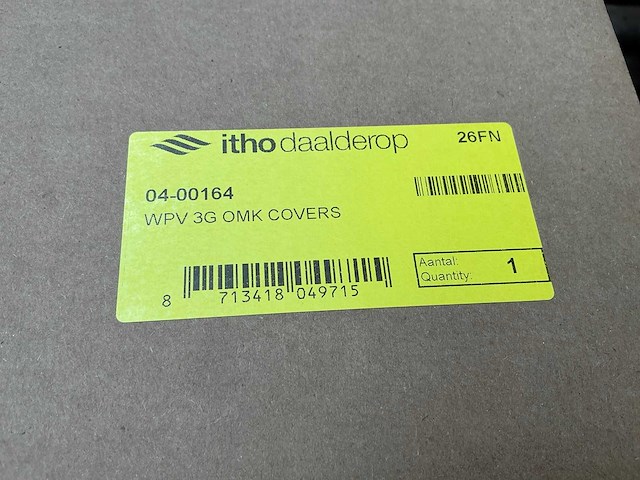 itho daalderop
26FN
04-00164
WPV 3G OMK COVERS
Aantal:
Quantity:
1
8 713418 049715